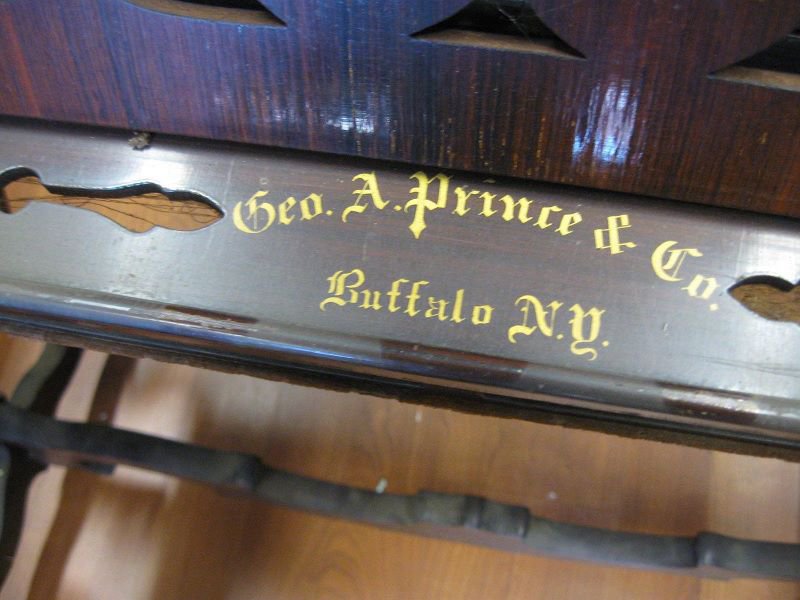 Geo. A. Prince & Co.
Buffalo N.Y.